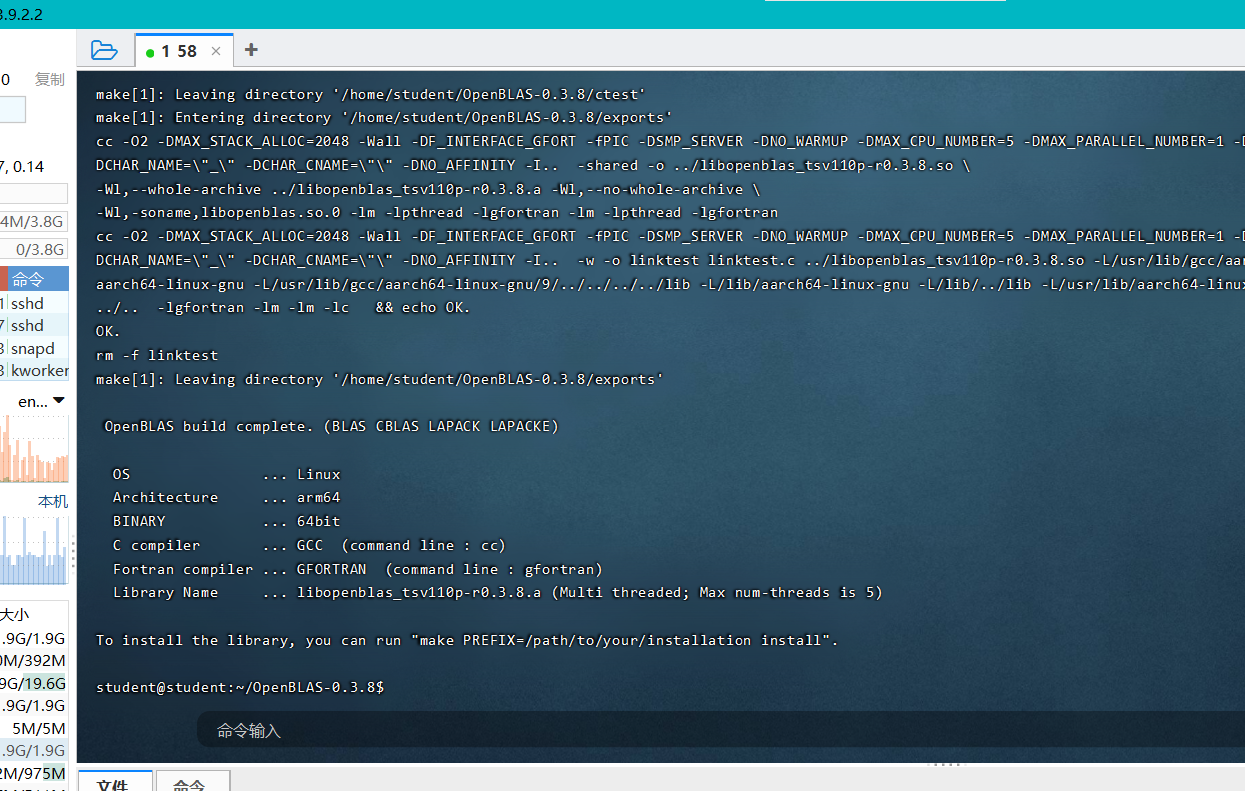 3.9.2.2
1 58
+
0 复制
7, 0.14
4M/3.8G
0/3.8G
命令
1 sshd
7 sshd
3 snapd
3 kworker
en...
本机
大小
.9G/1.9G
0M/392M
9G/19.6G
.9G/1.9G
5M/5M
.9G/1.9G
2M/975M
make[1]: Leaving directory '/home/student/OpenBLAS-0.3.8/ctest'
make[1]: Entering directory '/home/student/OpenBLAS-0.3.8/exports'
cc -O2 -DMAX_STACK_ALLOC=2048 -Wall -DF_INTERFACE_GFORT -fPIC -DSMP_SERVER -DNO_WARMUP -DMAX_CPU_NUMBER=5 -DMAX_PARALLEL_NUMBER=1 -D
DCHAR_NAME=\"_\" -DCHAR_CNAME=\"\" -DNO_AFFINITY -I..  -shared -o ../libopenblas_tsv110p-r0.3.8.so \
-Wl,--whole-archive ../libopenblas_tsv110p-r0.3.8.a -Wl,--no-whole-archive \
-Wl,-soname,libopenblas.so.0 -lm -lpthread -lgfortran -lm -lpthread -lgfortran
cc -O2 -DMAX_STACK_ALLOC=2048 -Wall -DF_INTERFACE_GFORT -fPIC -DSMP_SERVER -DNO_WARMUP -DMAX_CPU_NUMBER=5 -DMAX_PARALLEL_NUMBER=1 -D
DCHAR_NAME=\"_\" -DCHAR_CNAME=\"\" -DNO_AFFINITY -I..  -w -o linktest linktest.c ../libopenblas_tsv110p-r0.3.8.so -L/usr/lib/gcc/aar
aarch64-linux-gnu -L/usr/lib/gcc/aarch64-linux-gnu/9/../../../../lib -L/lib/aarch64-linux-gnu -L/lib/../lib -L/usr/lib/aarch64-linux
../..  -lgfortran -lm -lm -lc   && echo OK.
OK.
rm -f linktest
make[1]: Leaving directory '/home/student/OpenBLAS-0.3.8/exports'
OpenBLAS build complete. (BLAS CBLAS LAPACK LAPACKE)
OS ... Linux
Architecture ... arm64
BINARY ... 64bit
C compiler ... GCC  (command line : cc)
Fortran compiler ... GFORTRAN  (command line : gfortran)
Library Name ... libopenblas_tsv110p-r0.3.8.a (Multi threaded; Max num-threads is 5)
To install the library, you can run "make PREFIX=/path/to/your/installation install".
student@student:~/OpenBLAS-0.3.8$
命令输入
文件 命令